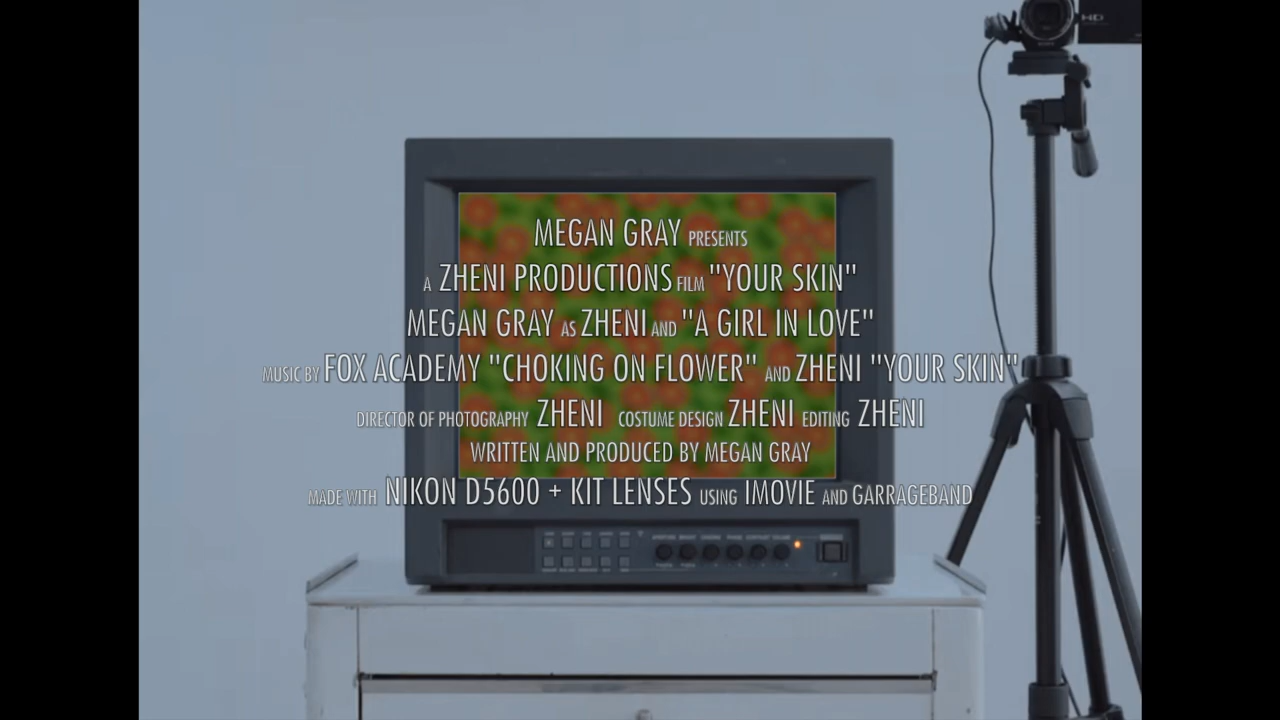 HD
MEGAN GRAY PRESENTS
A ZHENI PRODUCTIONS FILM "YOUR SKIN"
MEGAN GRAY AS ZHENI AND "A GIRL IN LOVE"
MUSIC BY FOX ACADEMY "CHOKING ON FLOWER" AND ZHENI "YOUR SKIN"
DIRECTOR OF PHOTOGRAPHY ZHENI COSTUME DESIGN ZHENI EDITING ZHENI
WRITTEN AND PRODUCED BY MEGAN GRAY
MADE WITH NIKON D5600 + KIT LENSES USING IMOVIE AND GARRAGEBAND